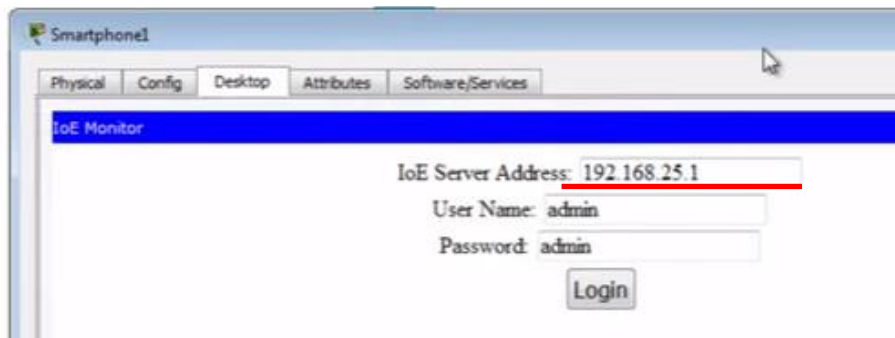 Smartphone1
Physical Config Desktop Attributes Software/Services
IoE Monitor
IoE Server Address: 192.168.25.1
User Name: admin
Password: admin
Login